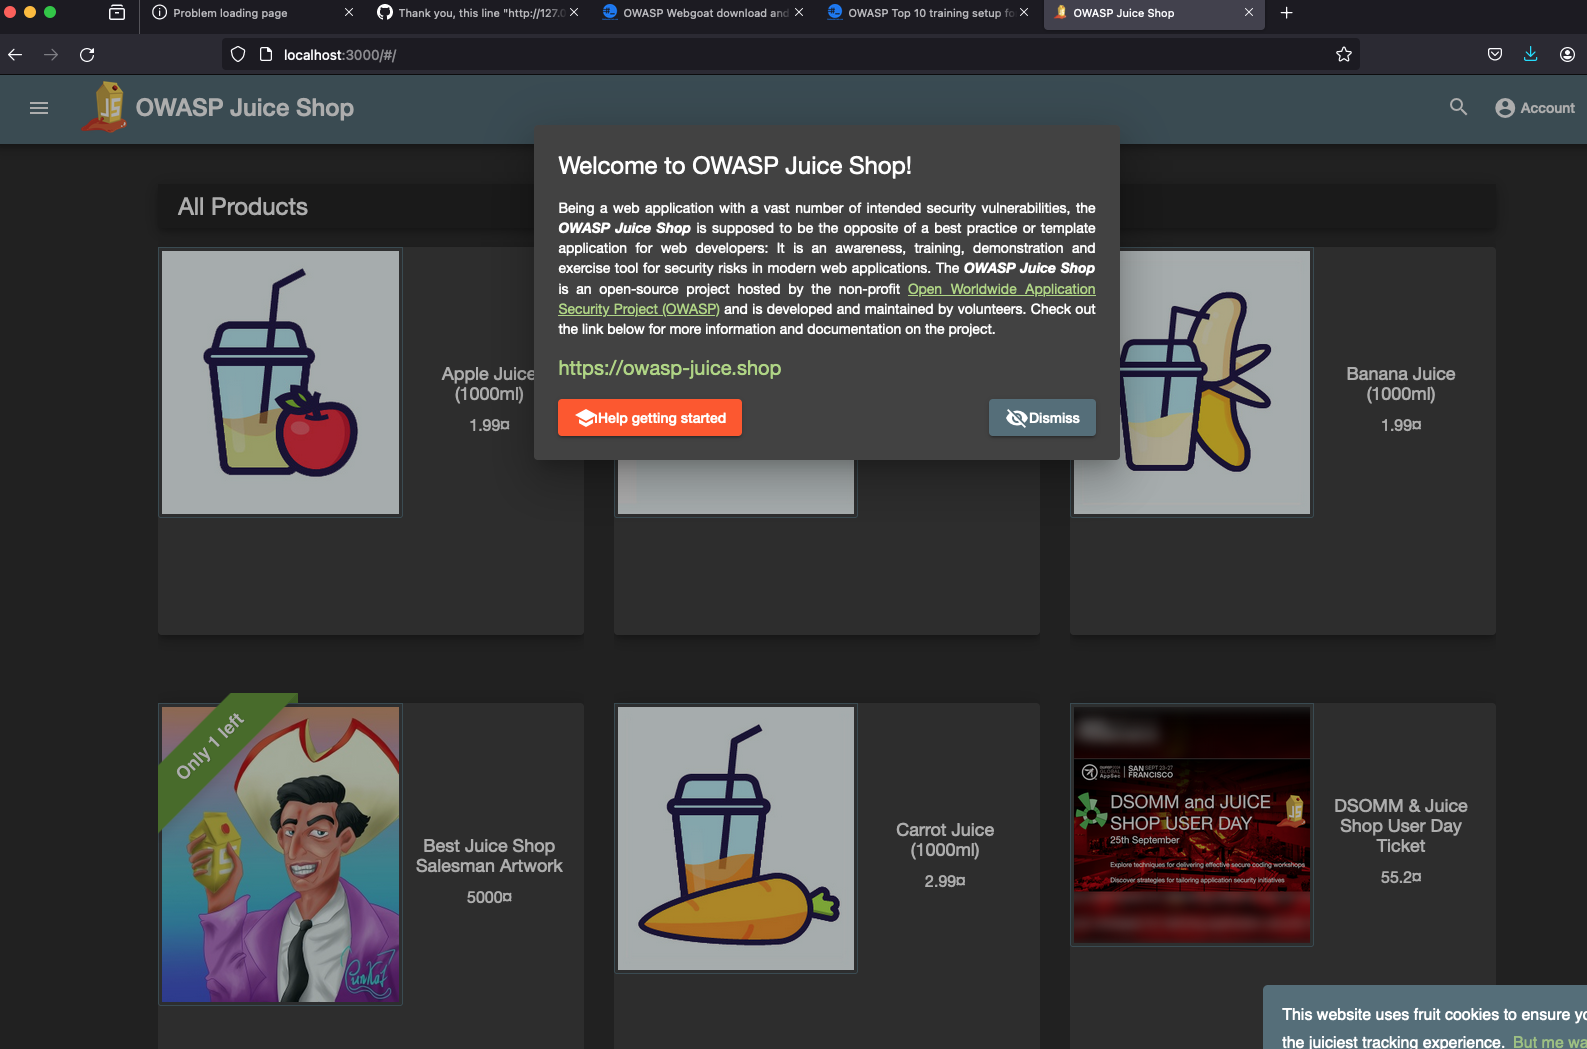 Problem loading page
Thank you, this line "http://127.0
OWASP Webgoat download and
OWASP Top 10 training setup fo
OWASP Juice Shop
localhost:3000/#/
JS
OWASP Juice Shop
Account
All Products
Welcome to OWASP Juice Shop!
Being a web application with a vast number of intended security vulnerabilities, the
OWASP Juice Shop is supposed to be the opposite of a best practice or template
application for web developers: It is an awareness, training, demonstration and
exercise tool for security risks in modern web applications. The OWASP Juice Shop
is an open-source project hosted by the non-profit Open Worldwide Application
Security Project (OWASP) and is developed and maintained by volunteers. Check out
the link below for more information and documentation on the project.
https://owasp-juice.shop
Help getting started
Dismiss
Apple Juice
(1000ml)
1.99¤
Banana Juice
(1000ml)
1.99¤
Only 1 left
Best Juice Shop
Salesman Artwork
5000¤
Carrot Juice
(1000ml)
2.99¤
SAN SEPT 23-27
FRANCISCO
DSOMM and JUICE
SHOP USER DAY
25th September
Explore techniques for delivering effective secure coding workshops
Discover strategies for tailoring application security initiatives
DSOMM & Juice
Shop User Day
Ticket
55.2¤
This website uses fruit cookies to ensure yo
the juiciest tracking experience. But me wa